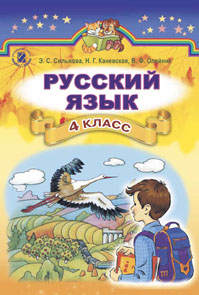 Э. С. Сильнова, Н. Г. Каневская, В. Ф. Олейник
РУССКИЙ
ЯЗЫК
4 КЛАСС